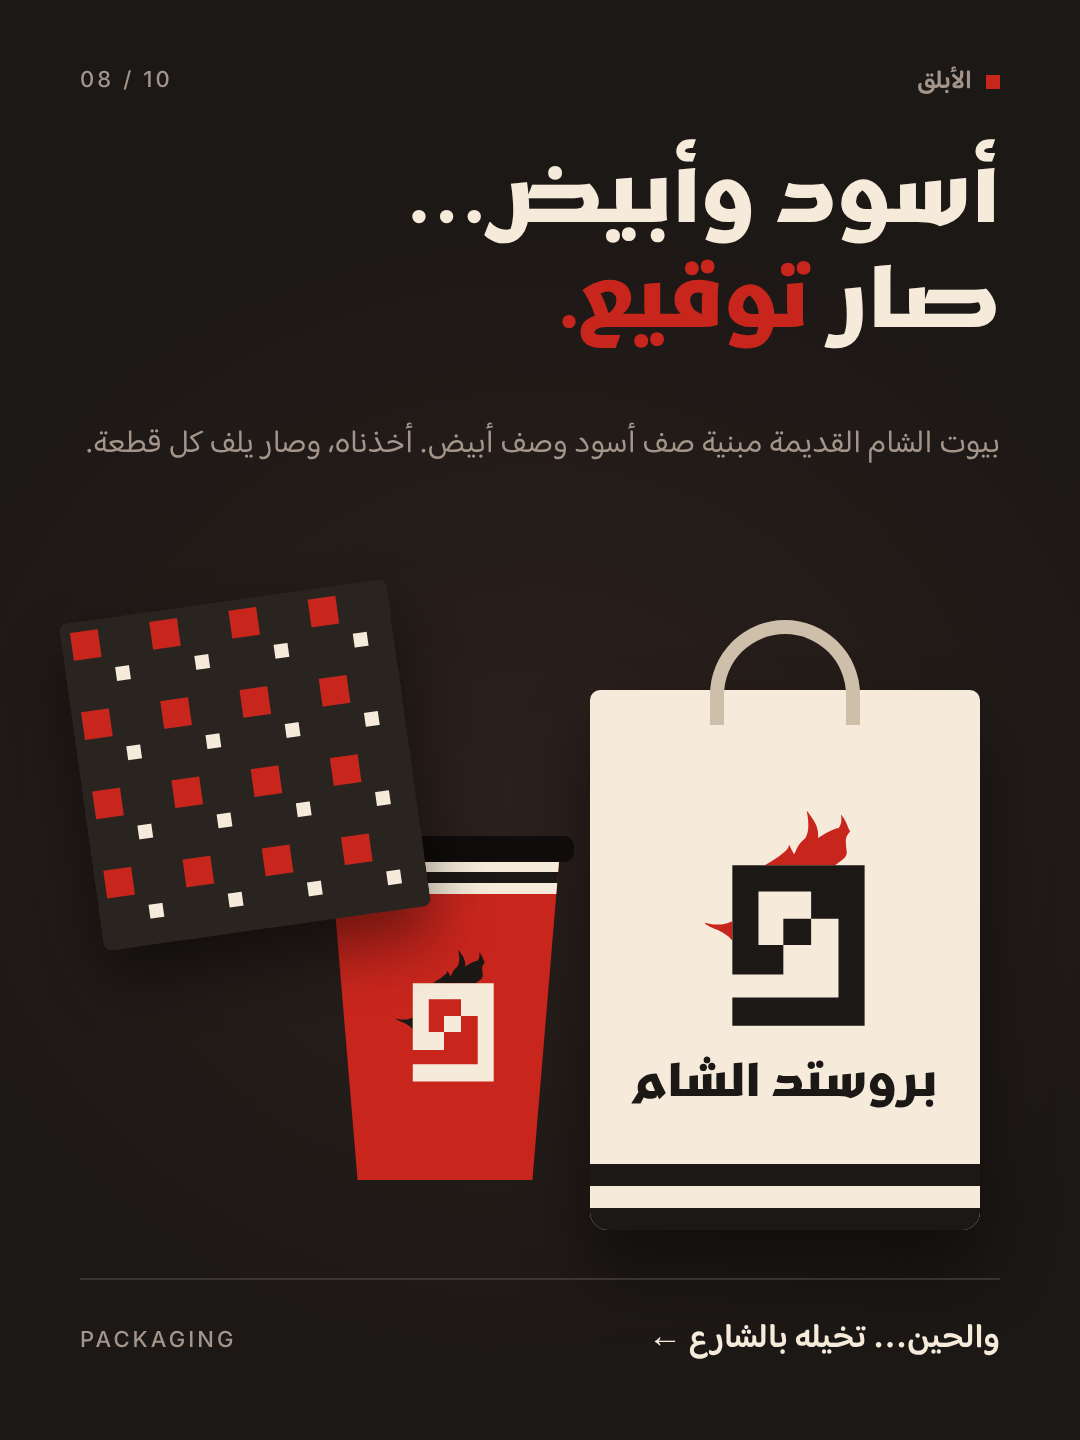 الأبلق
08 / 10
أسود وأبيض...
صار توقيع.
بيوت الشام القديمة مبنية صف أسود وصف أبيض. أخذناه، وصار يلف كل قطعة.
بروستد الشام
والحين... تخيله بالشارع ←
PACKAGING